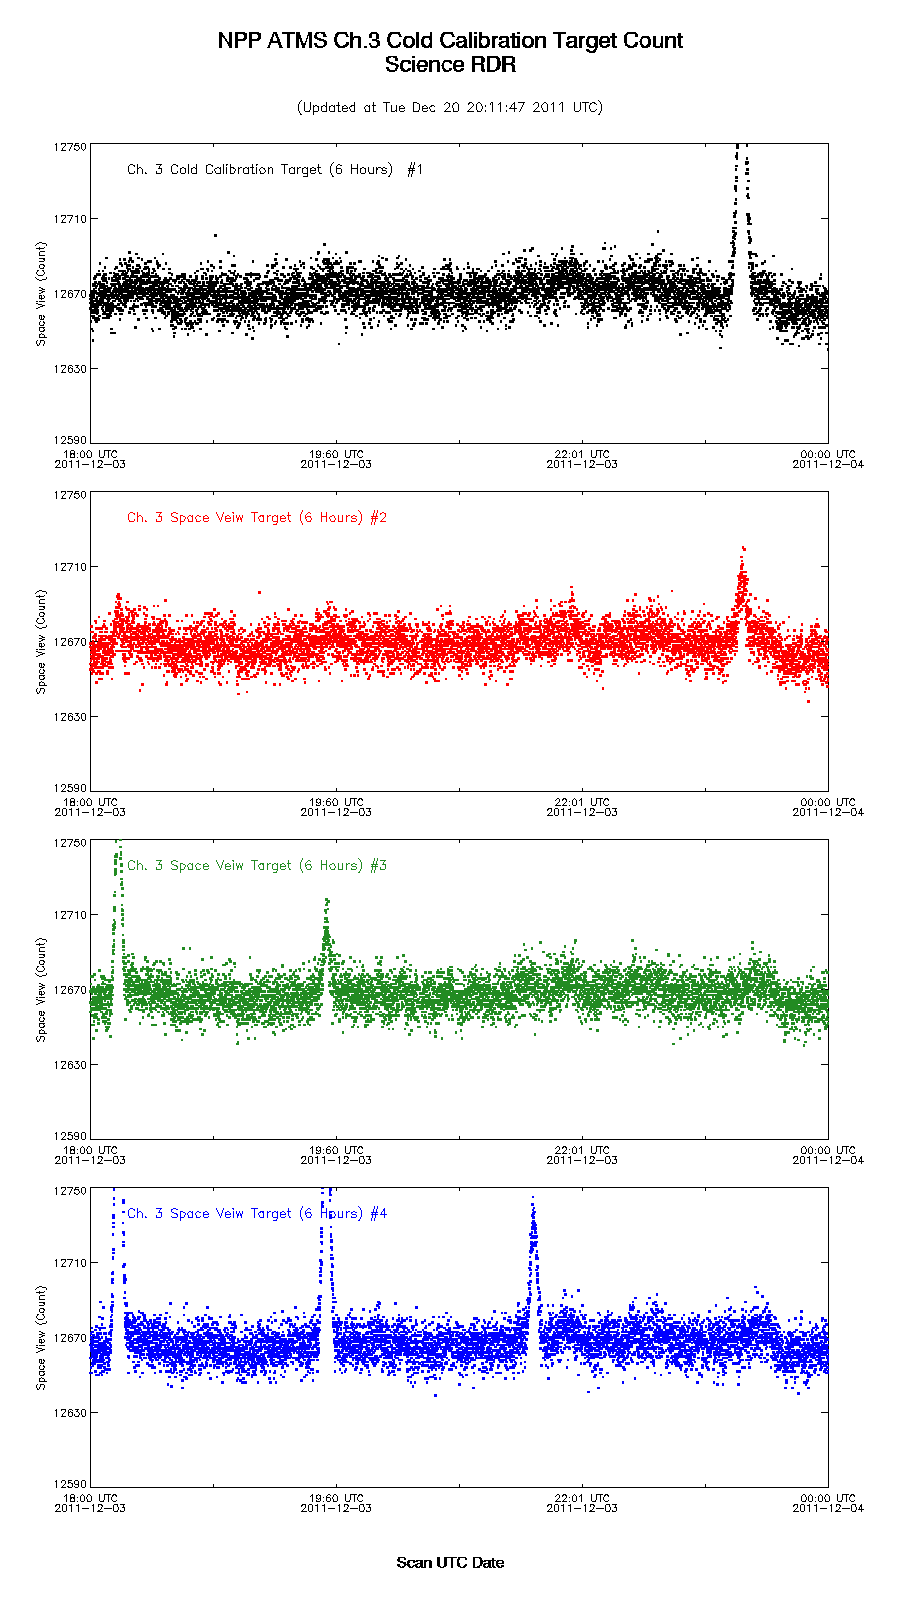 NPP ATMS Ch.3 Cold Calibration Target Count
Science RDR
(Updated at Tue Dec 20 20:11:47 2011 UTC)
Ch. 3 Cold Calibration Target (6 Hours) #1
12750
12710
12670
12630
12590
Space View (Count)
18:00 UTC 19:60 UTC 22:01 UTC 00:00 UTC
2011-12-03 2011-12-03 2011-12-03 2011-12-04
Ch. 3 Space Veiw Target (6 Hours) #2
12750
12710
12670
12630
12590
Space View (Count)
18:00 UTC 19:60 UTC 22:01 UTC 00:00 UTC
2011-12-03 2011-12-03 2011-12-03 2011-12-04
Ch. 3 Space Veiw Target (6 Hours) #3
12750
12710
12670
12630
12590
Space View (Count)
18:00 UTC 19:60 UTC 22:01 UTC 00:00 UTC
2011-12-03 2011-12-03 2011-12-03 2011-12-04
Ch. 3 Space Veiw Target (6 Hours) #4
12750
12710
12670
12630
12590
Space View (Count)
18:00 UTC 19:60 UTC 22:01 UTC 00:00 UTC
2011-12-03 2011-12-03 2011-12-03 2011-12-04
Scan UTC Date